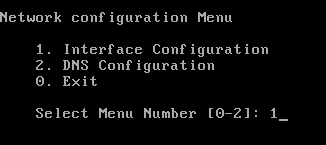 Network configuration Menu
1. Interface Configuration
2. DNS Configuration
0. Exit
Select Menu Number [0-2]: 1_